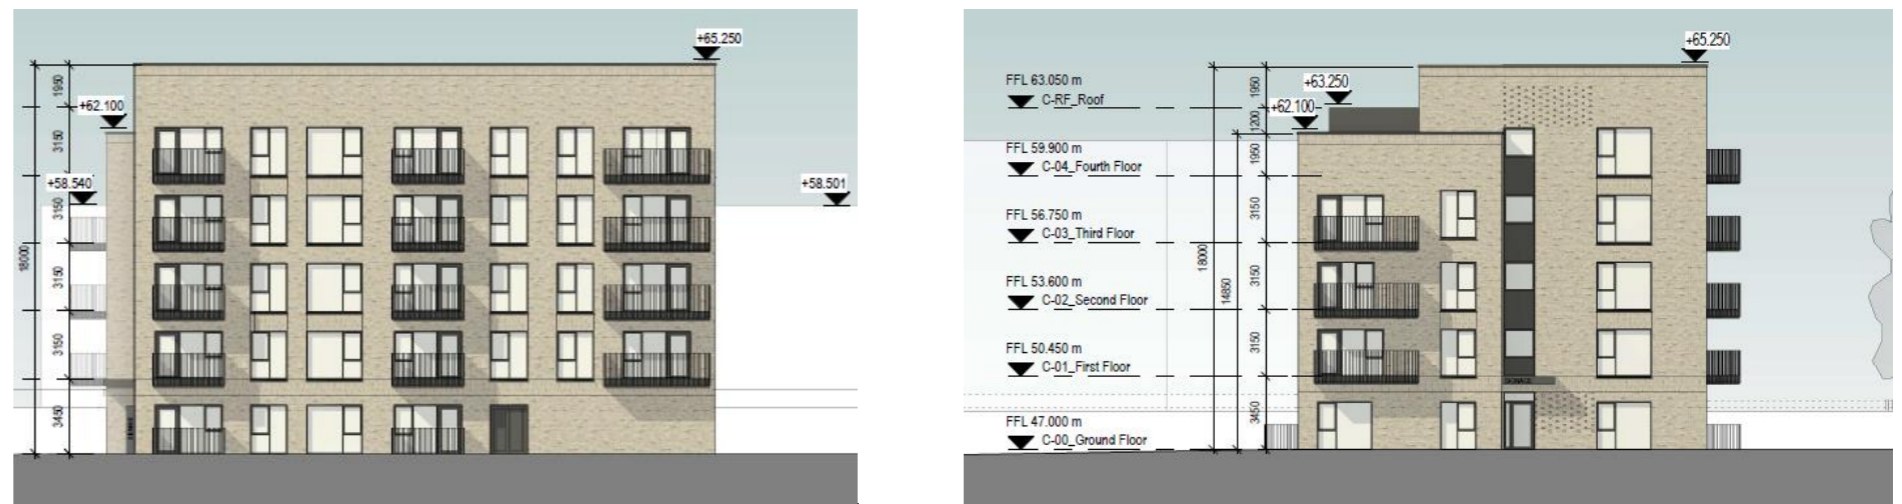 +65.250
1950
+62.100
3150
+58.540
+58.501
3150
18000
3150
3150
3450
+65.250
FFL 63.050 m
C-RF_Roof
+63.250
1950
+62.100
1200
FFL 59.900 m
C-04_Fourth Floor
1950
FFL 56.750 m
C-03_Third Floor
3150
18000
14850
FFL 53.600 m
C-02_Second Floor
3150
FFL 50.450 m
C-01_First Floor
3150
SIGNAGE
FFL 47.000 m
C-00_Ground Floor
3450